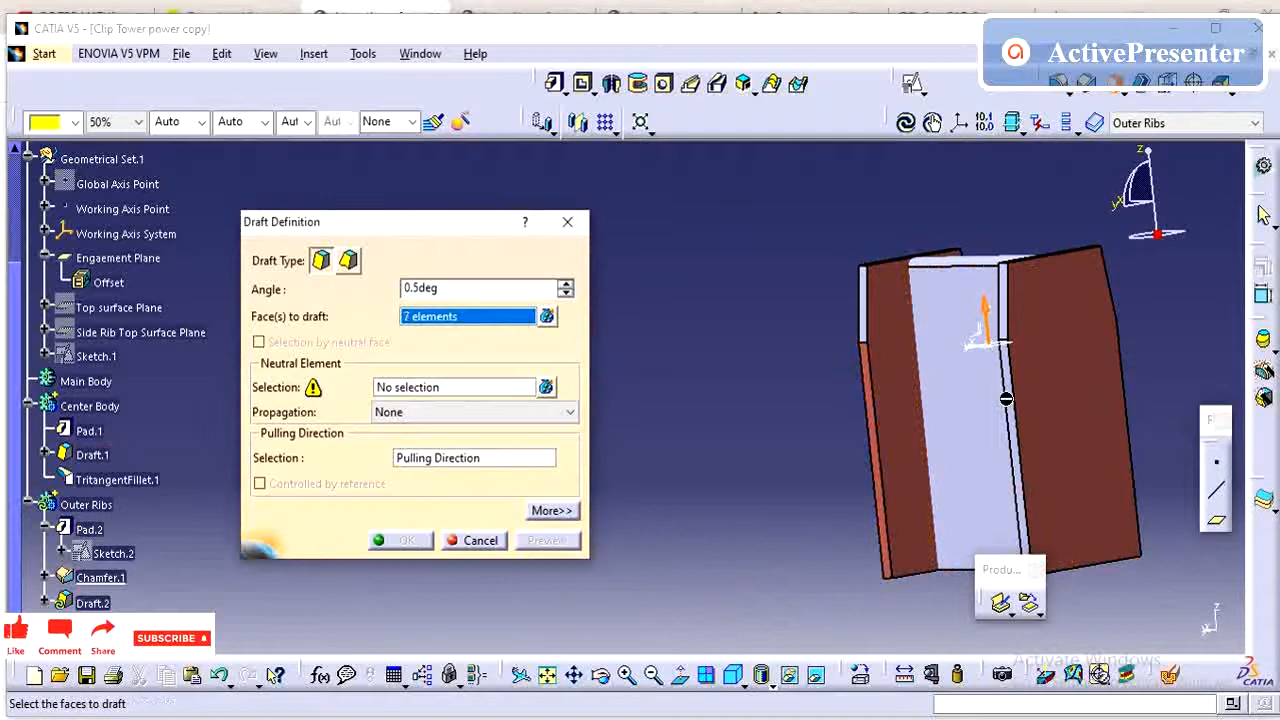 CATIA V5 - [Clip Tower power copy]
ActivePresenter
Start ENOVIA V5 VPM File Edit View Insert Tools Window Help
50% Auto Auto Aut Aut None Outer Ribs
Geometrical Set.1
Global Axis Point
Working Axis Point
Working Axis System
Engaement Plane
Offset
Top surface Plane
Side Rib Top Surface Plane
Sketch.1
Main Body
Center Body
Pad.1
Draft.1
TritangentFillet.1
Outer Ribs
Pad.2
Sketch.2
Chamfer.1
Draft.2
Draft Definition ?
Draft Type:
Angle : 0.5deg
Face(s) to draft: 7 elements
Selection by neutral face
Neutral Element
Selection: No selection
Propagation: None
Pulling Direction
Selection : Pulling Direction
Controlled by reference
More>>
OK Cancel Preview
z
F
Produ...
z
Like Comment Share SUBSCRIBE
Activate Windows
f(x)
CATIA
Select the faces to draft